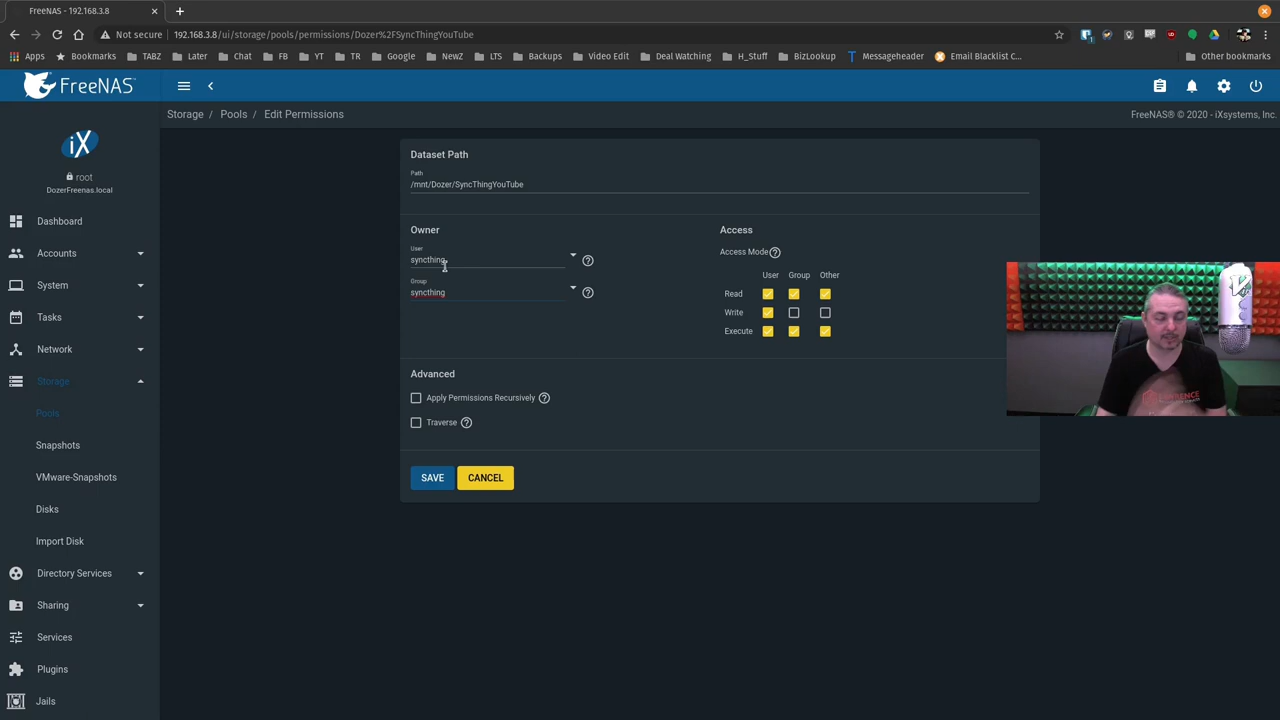 FreeNAS - 192.168.3.8
Not secure 192.168.3.8/ui/storage/pools/permissions/Dozer%2FSyncThingYouTube
Apps Bookmarks TABZ Later Chat FB YT TR Google NewZ LTS Backups Video Edit Deal Watching H_Stuff BizLookup Messageheader Email Blacklist C... Other bookmarks
FreeNAS
Storage / Pools / Edit Permissions FreeNAS® © 2020 - iXsystems, Inc.
iX
root
DozerFreenas.local
Dashboard
Accounts
System
Tasks
Network
Storage
Pools
Snapshots
VMware-Snapshots
Disks
Import Disk
Directory Services
Sharing
Services
Plugins
Jails
Dataset Path
Path
/mnt/Dozer/SyncThingYouTube
Owner
User
syncthing
Group
syncthing
Access
Access Mode
User Group Other
Read
Write
Execute
Advanced
Apply Permissions Recursively
Traverse
SAVE CANCEL